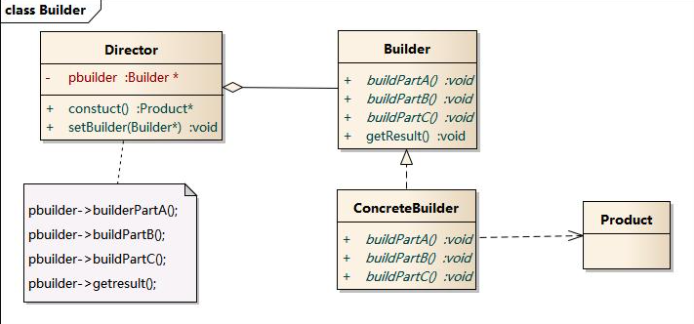 class Builder
Director
- pbuilder :Builder *
+ constuct() :Product*
+ setBuilder(Builder*) :void
Builder
+ buildPartA() :void
+ buildPartB() :void
+ buildPartC() :void
+ getResult() :void
pbuilder->builderPartA();
pbuilder->buildPartB();
pbuilder->buildPartC();
pbuilder->getresult();
ConcreteBuilder
+ buildPartA() :void
+ buildPartB() :void
+ buildPartC() :void
Product